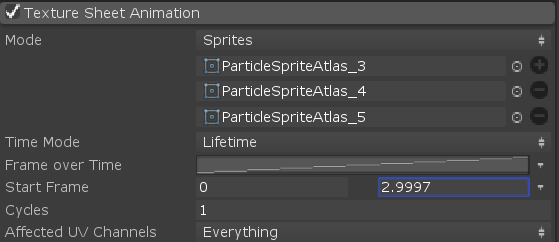 Texture Sheet Animation
Mode Sprites
ParticleSpriteAtlas_3
ParticleSpriteAtlas_4
ParticleSpriteAtlas_5
Time Mode Lifetime
Frame over Time
Start Frame 0 2.9997
Cycles 1
Affected UV Channels Everything